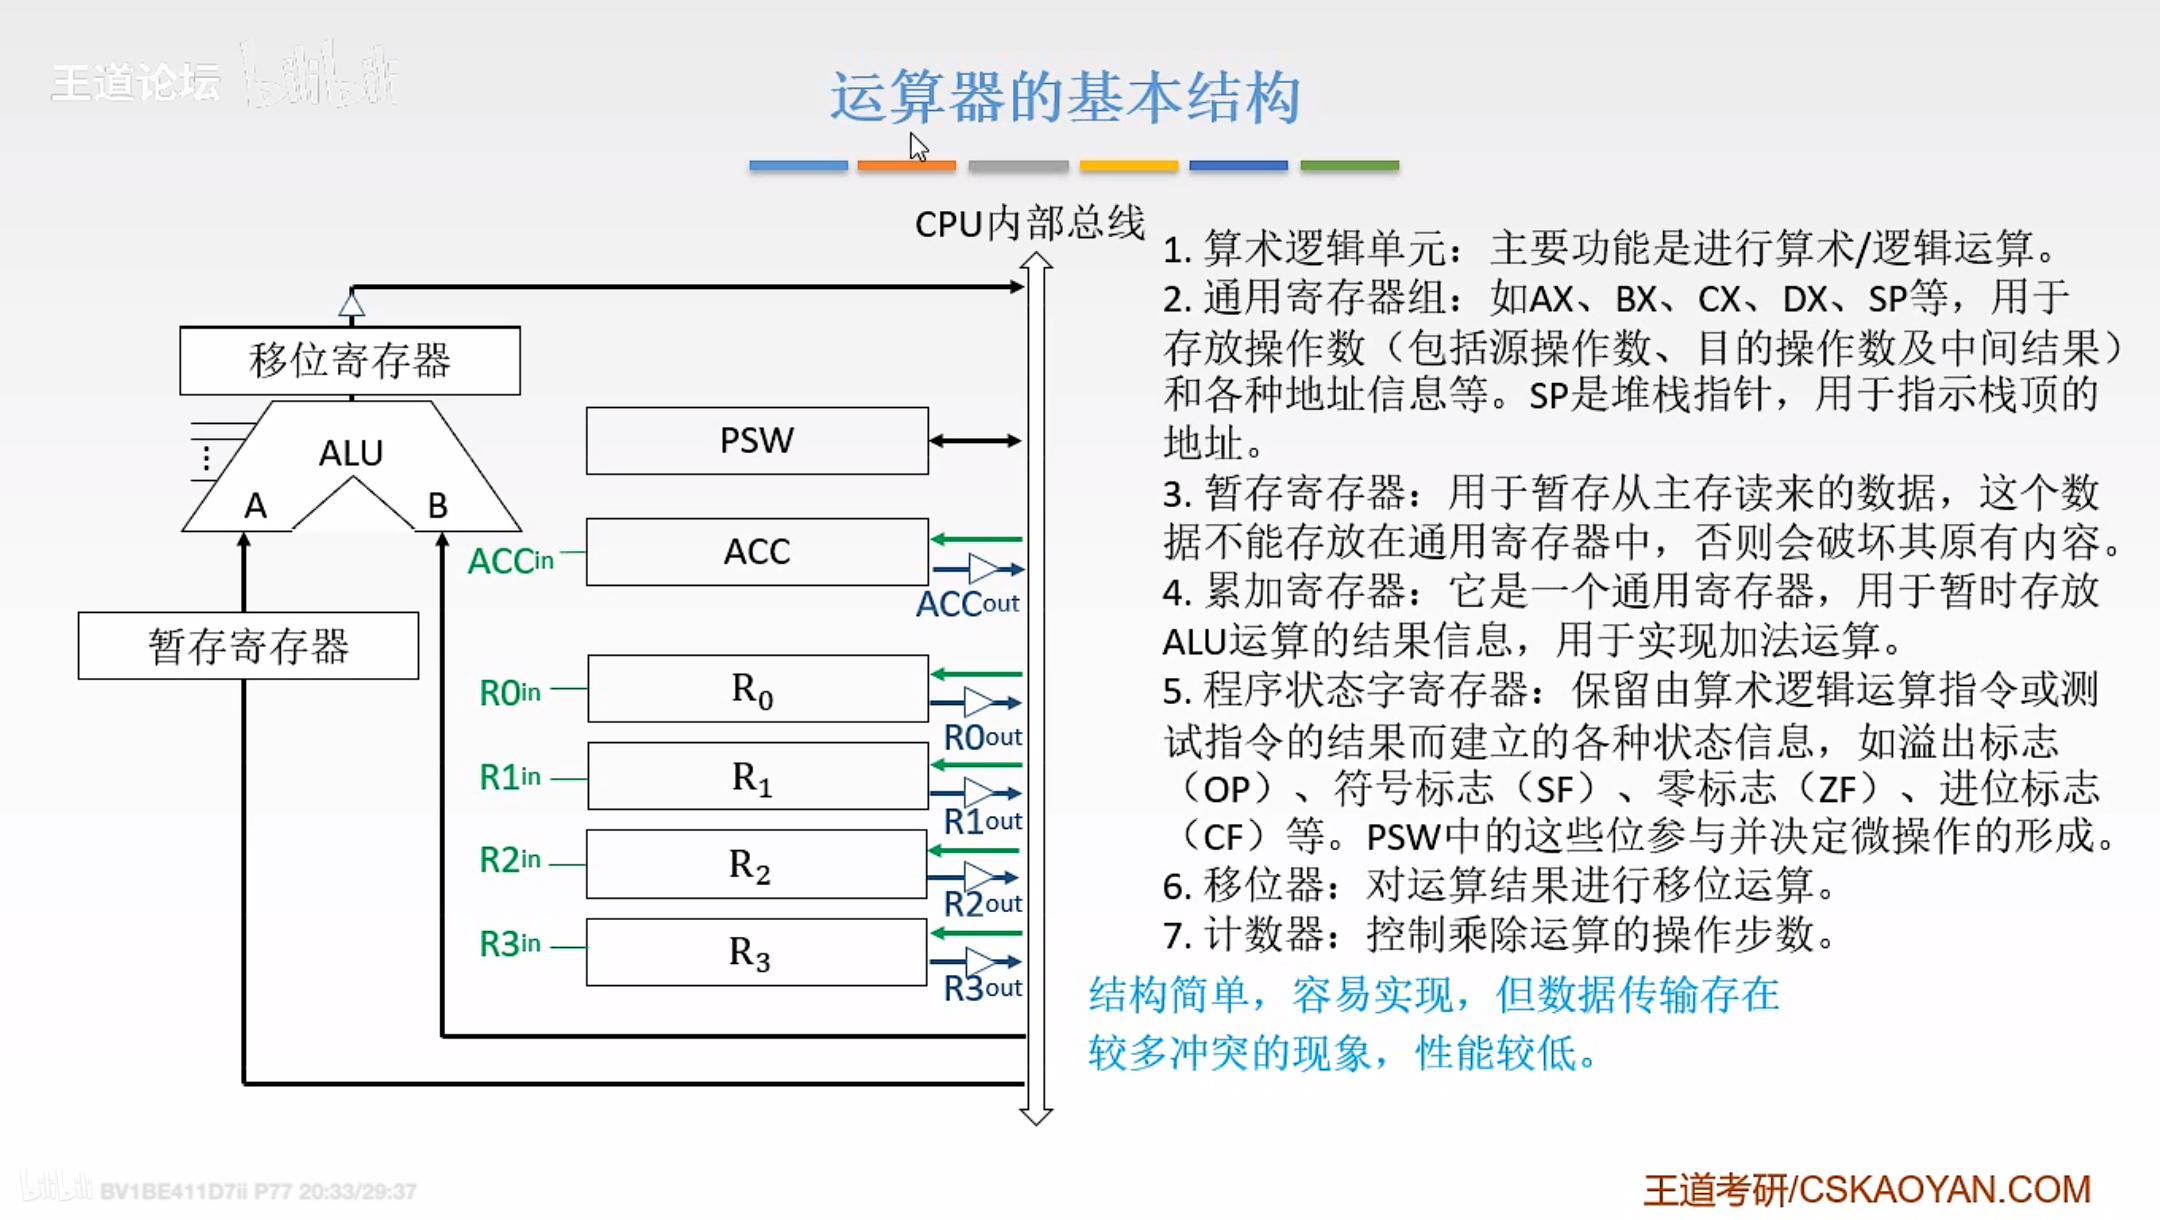 王道论坛 bilibili
运算器的基本结构
CPU内部总线
移位寄存器
ALU
A
B
暂存寄存器
PSW
ACCin
ACC
ACCout
R0in
R₀
R0out
R1in
R₁
R1out
R2in
R₂
R2out
R3in
R₃
R3out
1. 算术逻辑单元：主要功能是进行算术/逻辑运算。
2. 通用寄存器组：如AX、BX、CX、DX、SP等，用于
存放操作数（包括源操作数、目的操作数及中间结果）
和各种地址信息等。SP是堆栈指针，用于指示栈顶的
地址。
3. 暂存寄存器：用于暂存从主存读来的数据，这个数
据不能存放在通用寄存器中，否则会破坏其原有内容。
4. 累加寄存器：它是一个通用寄存器，用于暂时存放
ALU运算的结果信息，用于实现加法运算。
5. 程序状态字寄存器：保留由算术逻辑运算指令或测
试指令的结果而建立的各种状态信息，如溢出标志
（OP）、符号标志（SF）、零标志（ZF）、进位标志
（CF）等。PSW中的这些位参与并决定微操作的形成。
6. 移位器：对运算结果进行移位运算。
7. 计数器：控制乘除运算的操作步数。
结构简单，容易实现，但数据传输存在
较多冲突的现象，性能较低。
bilibili BV1BE411D7ii P77 20:33/29:37
王道考研/CSKAOYAN.COM